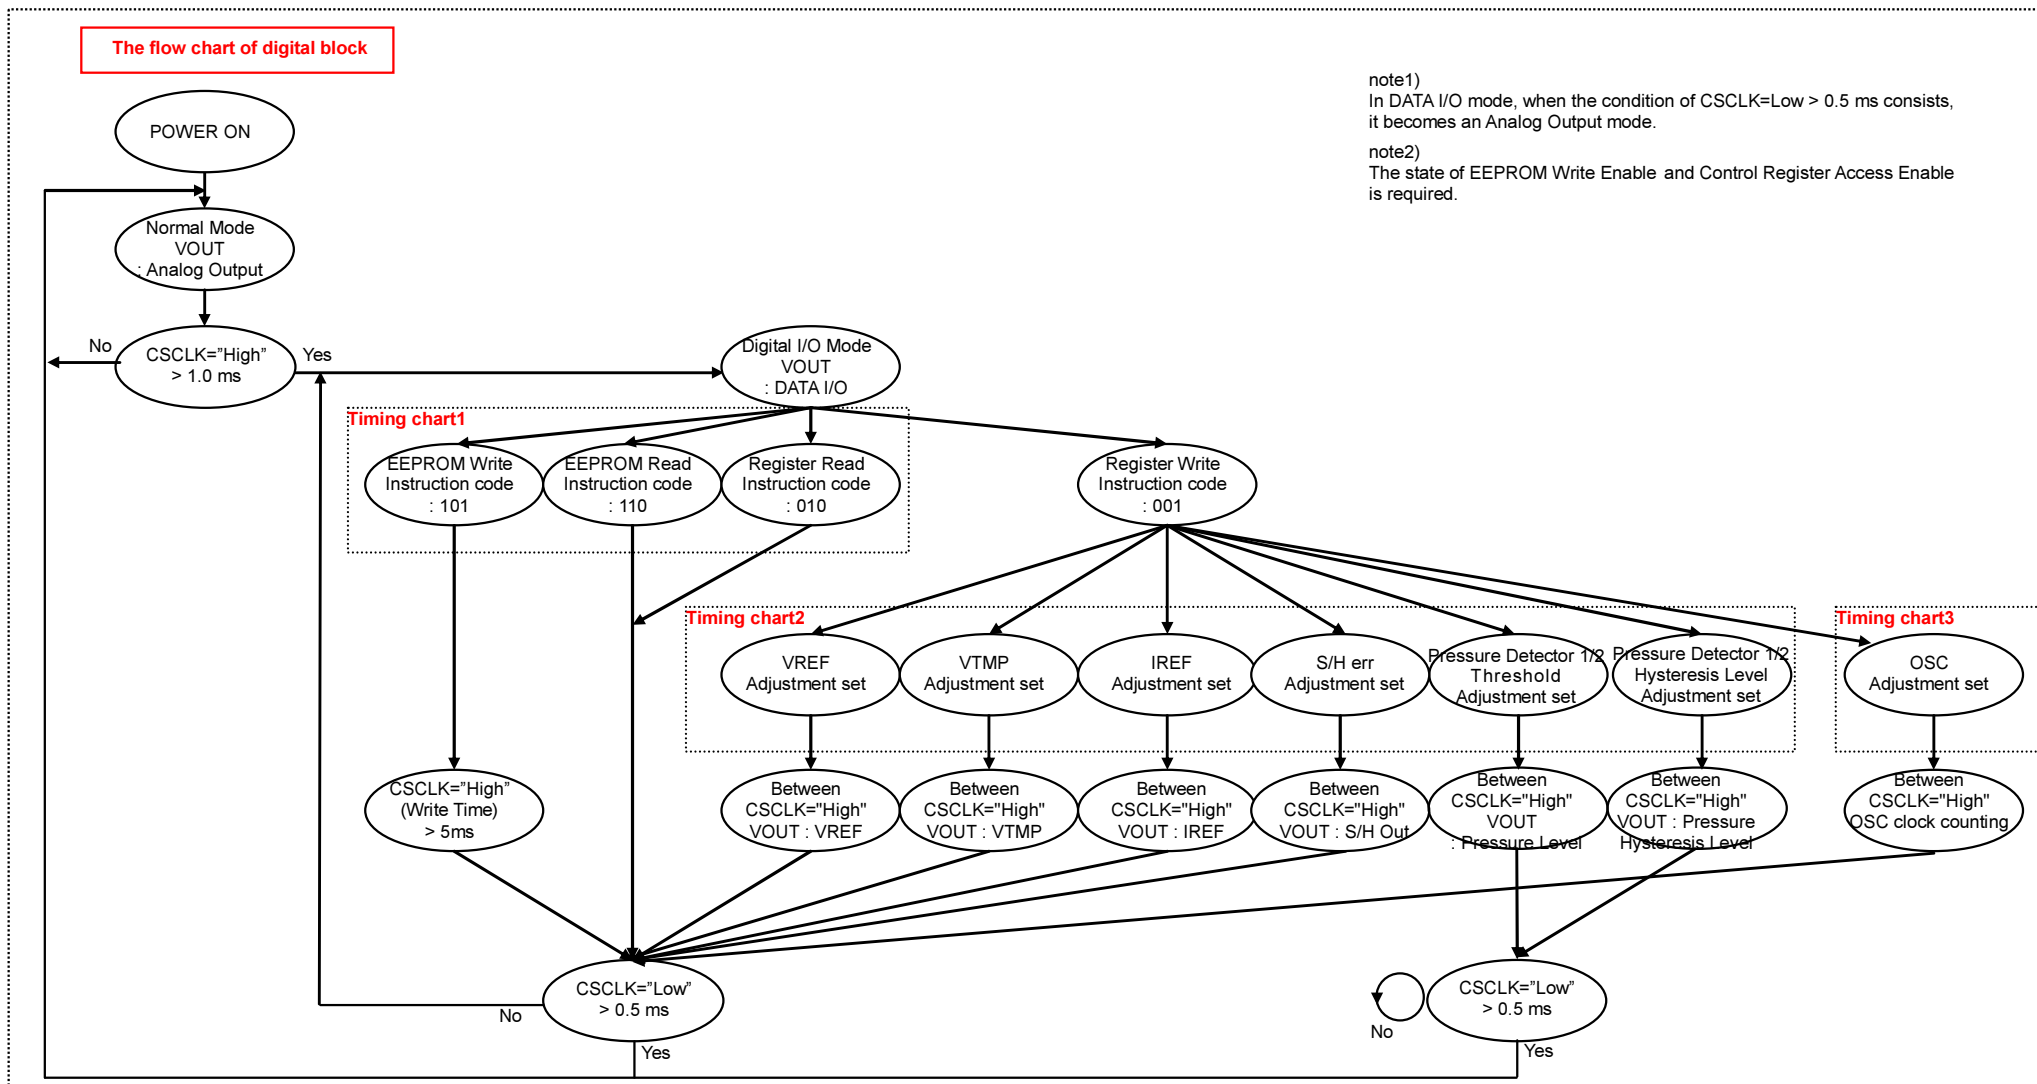 The flow chart of digital block
note1)
In DATA I/O mode, when the condition of CSCLK=Low > 0.5 ms consists,
it becomes an Analog Output mode.
note2)
The state of EEPROM Write Enable and Control Register Access Enable
is required.
POWER ON
Normal Mode
VOUT
: Analog Output
No
CSCLK=”High”
> 1.0 ms
Yes
Digital I/O Mode
VOUT
: DATA I/O
Timing chart1
EEPROM Write
Instruction code
: 101
EEPROM Read
Instruction code
: 110
Register Read
Instruction code
: 010
Register Write
Instruction code
: 001
Timing chart2
Timing chart3
VREF
Adjustment set
VTMP
Adjustment set
IREF
Adjustment set
S/H err
Adjustment set
Pressure Detector 1/2
Threshold
Adjustment set
Pressure Detector 1/2
Hysteresis Level
Adjustment set
OSC
Adjustment set
CSCLK=”High”
(Write Time)
> 5ms
Between
CSCLK="High"
VOUT : VREF
Between
CSCLK="High"
VOUT : VTMP
Between
CSCLK="High"
VOUT : IREF
Between
CSCLK="High"
VOUT : S/H Out
Between
CSCLK="High"
VOUT
: Pressure Level
Between
CSCLK="High"
VOUT : Pressure
Hysteresis Level
Between
CSCLK="High"
OSC clock counting
CSCLK=”Low”
> 0.5 ms
No
Yes
CSCLK=”Low”
> 0.5 ms
No
Yes